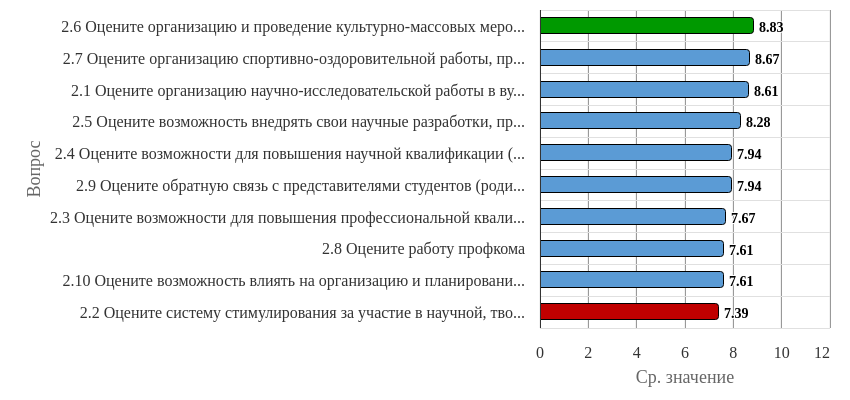 2.6 Оцените организацию и проведение культурно-массовых меро... 8.83
2.7 Оцените организацию спортивно-оздоровительной работы, пр... 8.67
2.1 Оцените организацию научно-исследовательской работы в ву... 8.61
2.5 Оцените возможность внедрять свои научные разработки, пр... 8.28
2.4 Оцените возможности для повышения научной квалификации (... 7.94
2.9 Оцените обратную связь с представителями студентов (роди... 7.94
2.3 Оцените возможности для повышения профессиональной квали... 7.67
2.8 Оцените работу профкома 7.61
2.10 Оцените возможность влиять на организацию и планировани... 7.61
2.2 Оцените систему стимулирования за участие в научной, тво... 7.39
Вопрос
0 2 4 6 8 10 12
Ср. значение